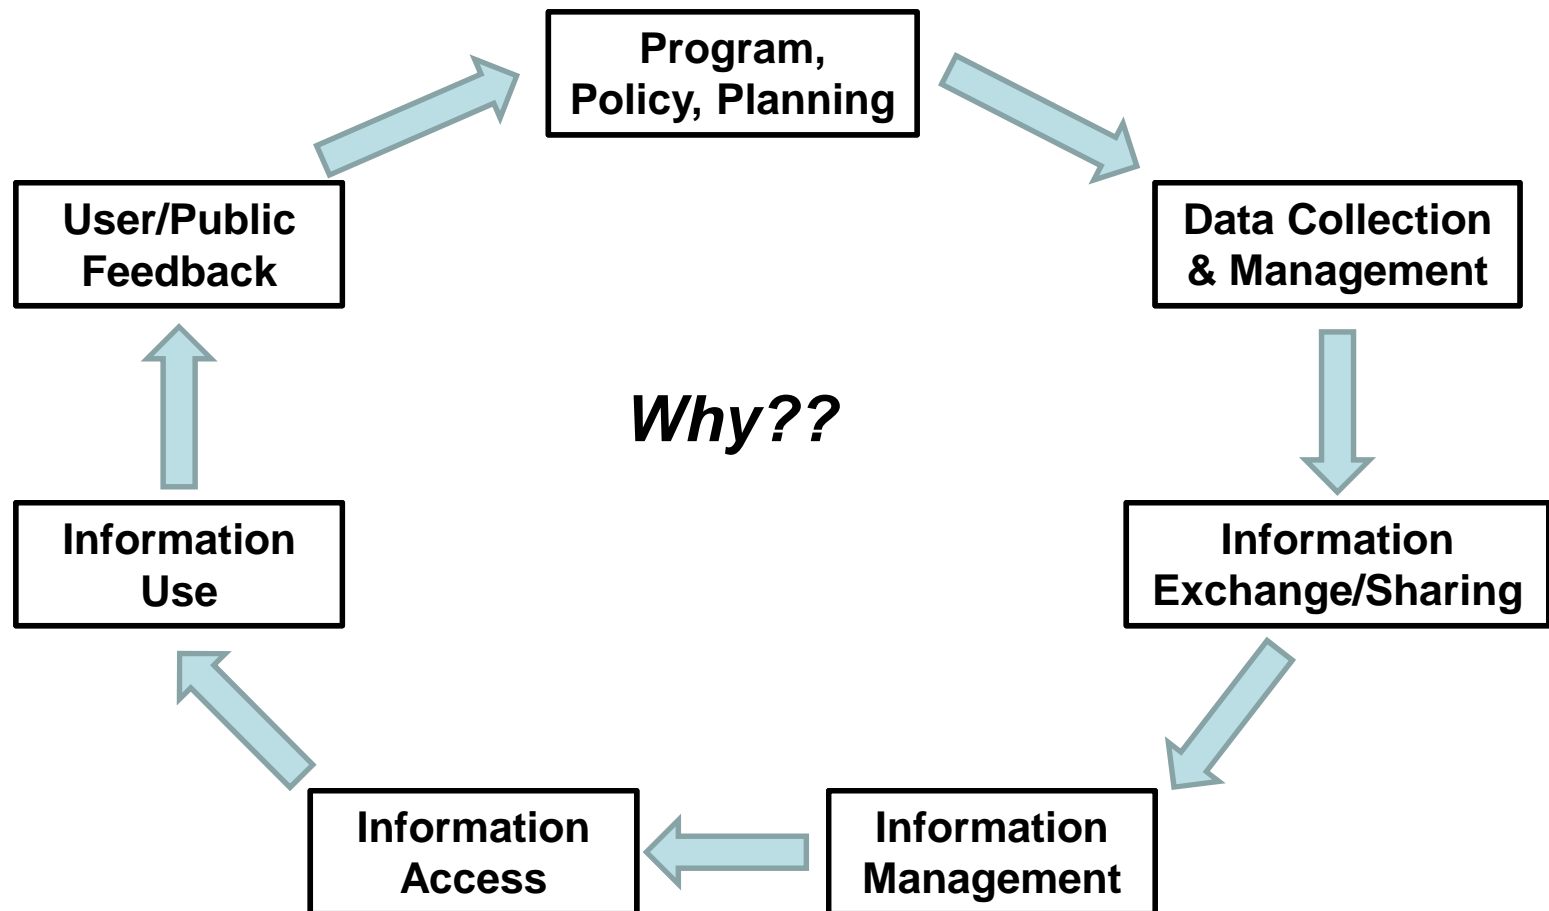 Program,
Policy, Planning
Data Collection
& Management
Information
Exchange/Sharing
Information
Management
Information
Access
Information
Use
User/Public
Feedback
Why??